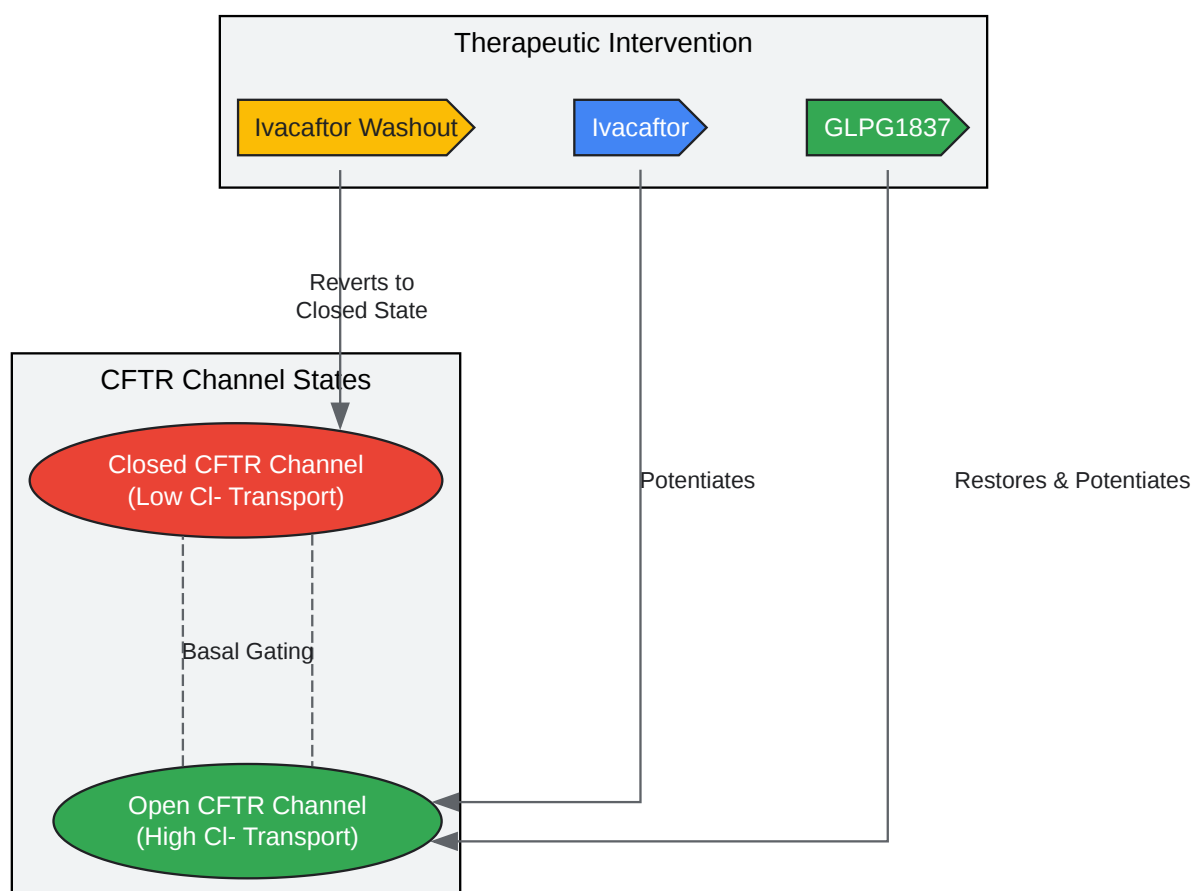 Therapeutic Intervention
Ivacaftor Washout
Ivacaftor
GLPG1837
Reverts to
Closed State
CFTR Channel States
Closed CFTR Channel
(Low Cl- Transport)
Potentiates
Restores & Potentiates
Basal Gating
Open CFTR Channel
(High Cl- Transport)